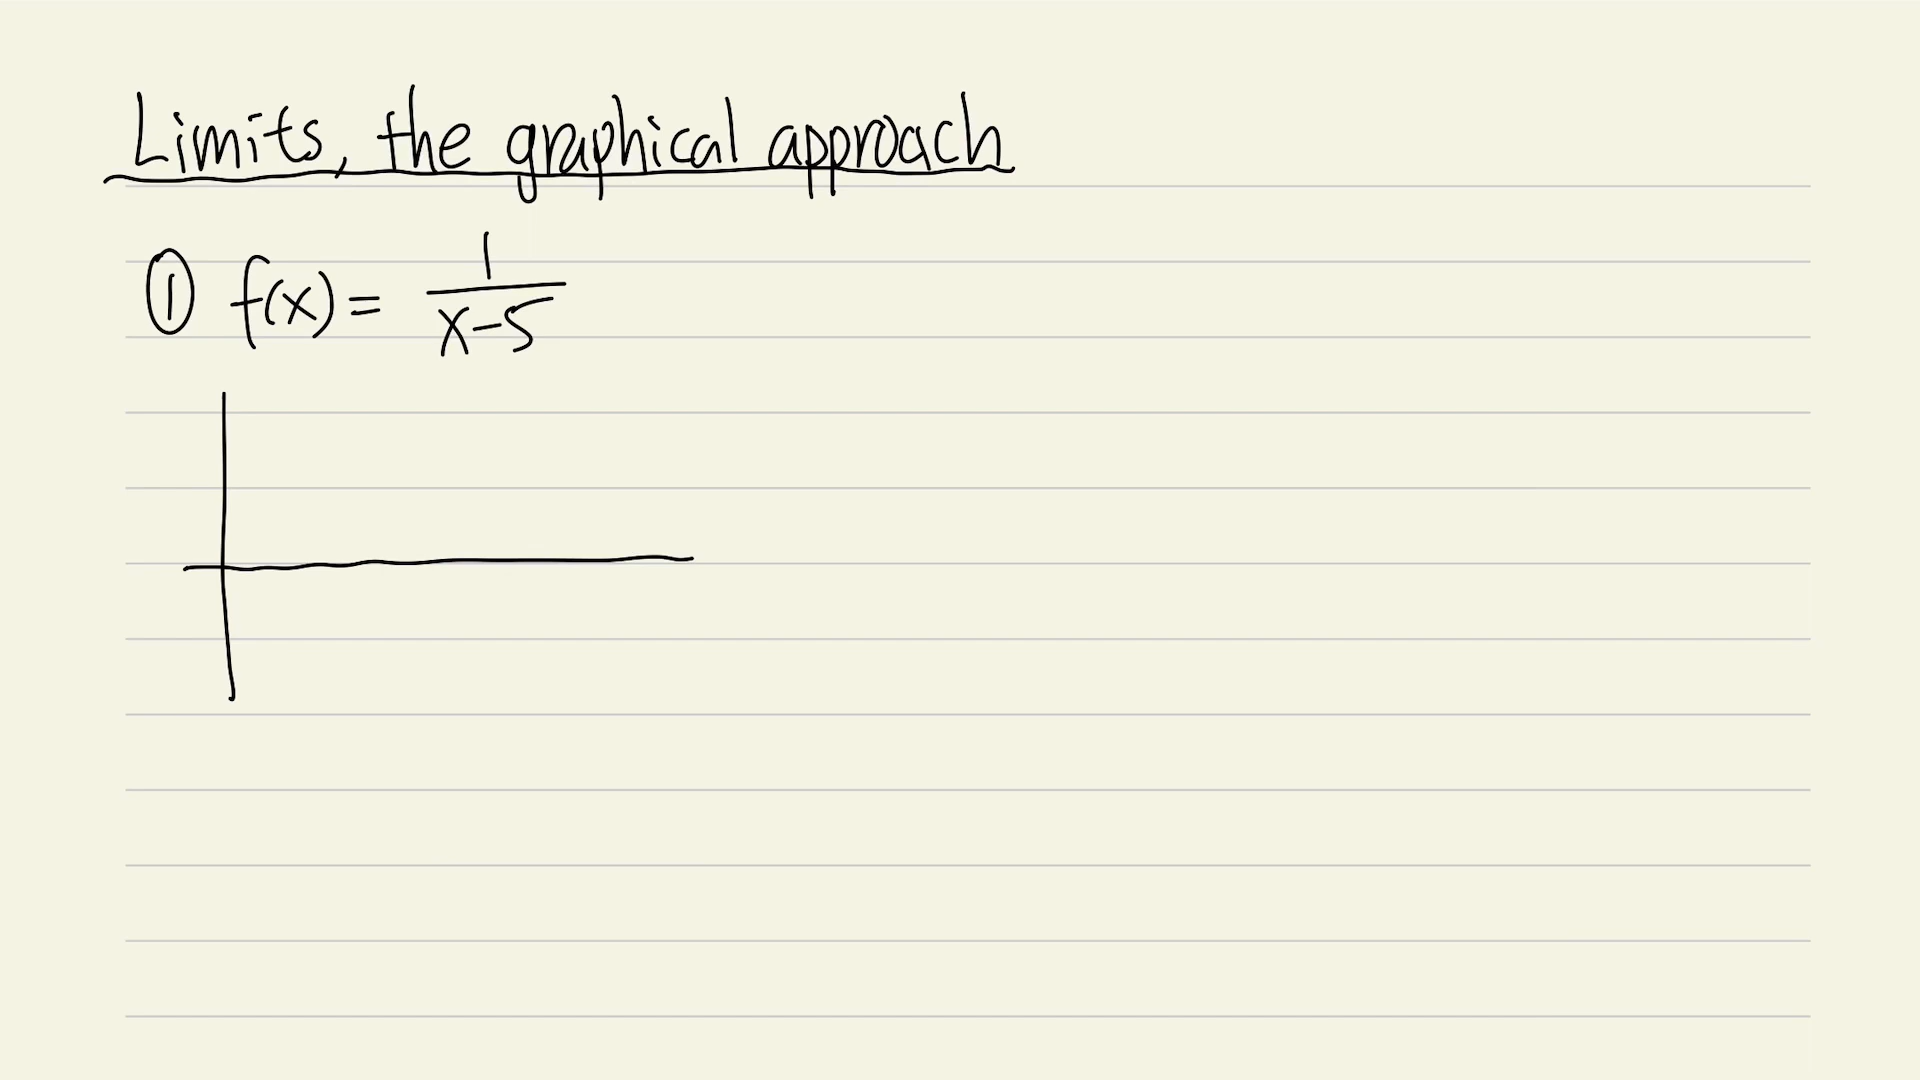 Limits, the graphical approach
① f(x) = 1/(x-5)